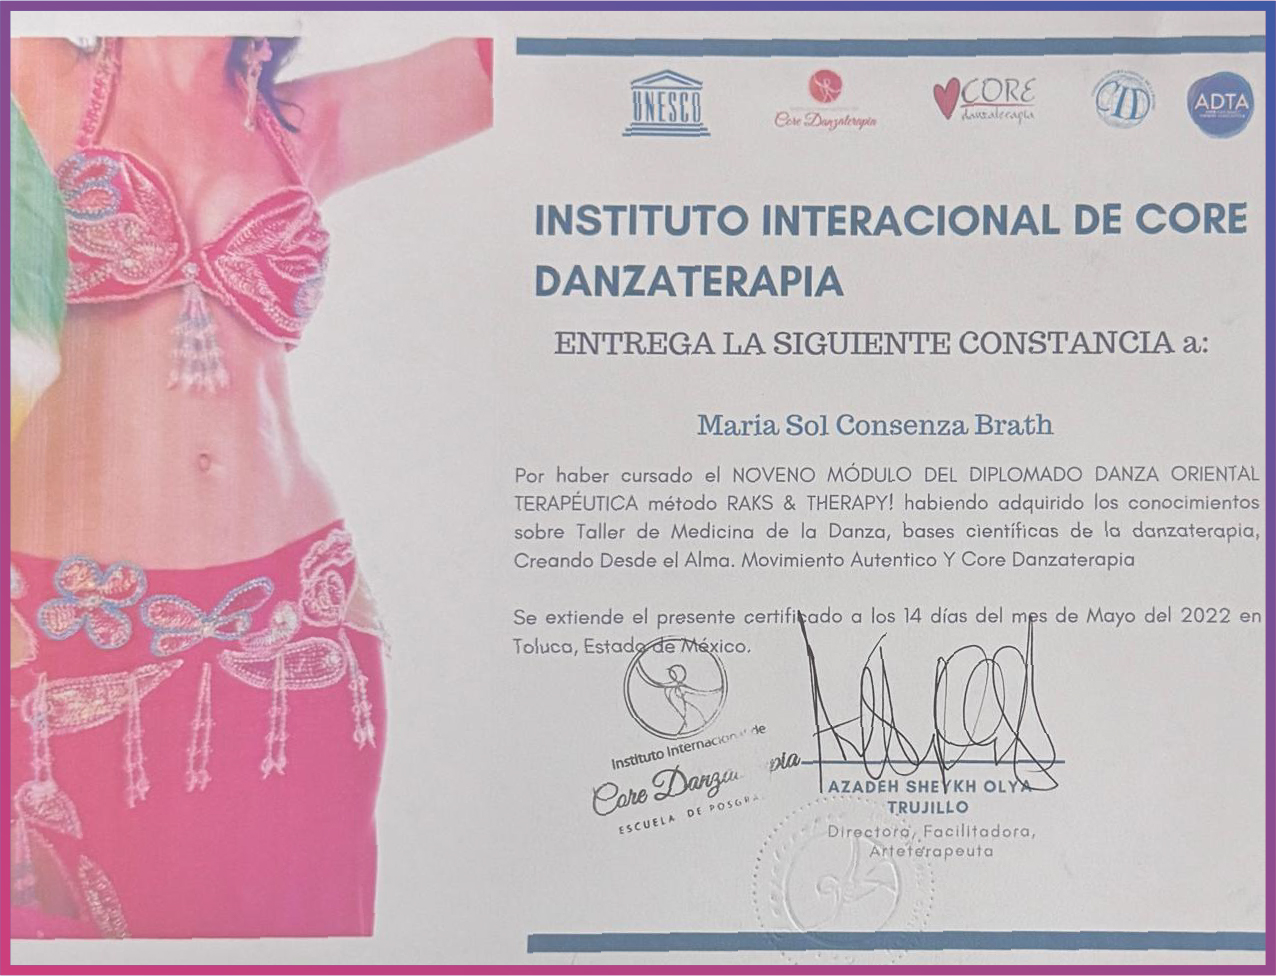 UNESCO
Core Danzaterapia
CORE
danzaterapia
CID
ADTA
INSTITUTO INTERACIONAL DE CORE
DANZATERAPIA
ENTREGA LA SIGUIENTE CONSTANCIA a:
Maria Sol Consenza Brath
Por haber cursado el NOVENO MÓDULO DEL DIPLOMADO DANZA ORIENTAL
TERAPÉUTICA método RAKS & THERAPY! habiendo adquirido los conocimientos
sobre Taller de Medicina de la Danza, bases científicas de la danzaterapia,
Creando Desde el Alma. Movimiento Autentico Y Core Danzaterapia
Se extiende el presente certificado a los 14 días del mes de Mayo del 2022 en
Toluca, Estado de México.
Instituto Internacional de
Core
ESCUELA DE
AZADEH SHEYKH OLYA
TRUJILLO
Directora, Facilitadora,
Arteterapeuta